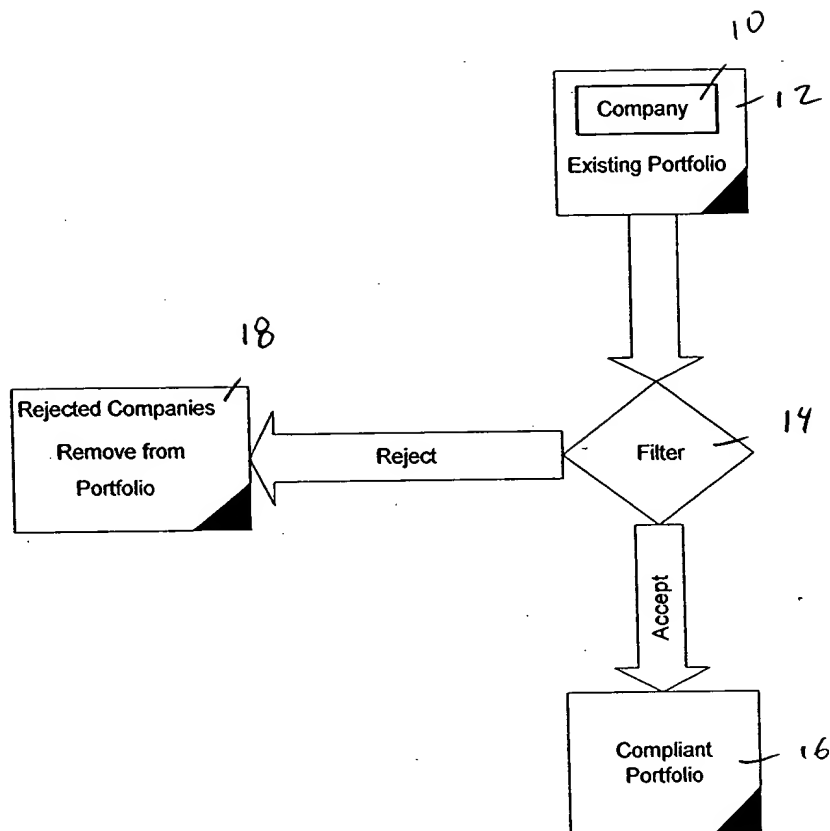 10
Company
12
Existing Portfolio
18
Rejected Companies
Remove from
Portfolio
Reject
Filter
14
Accept
Compliant
Portfolio
16